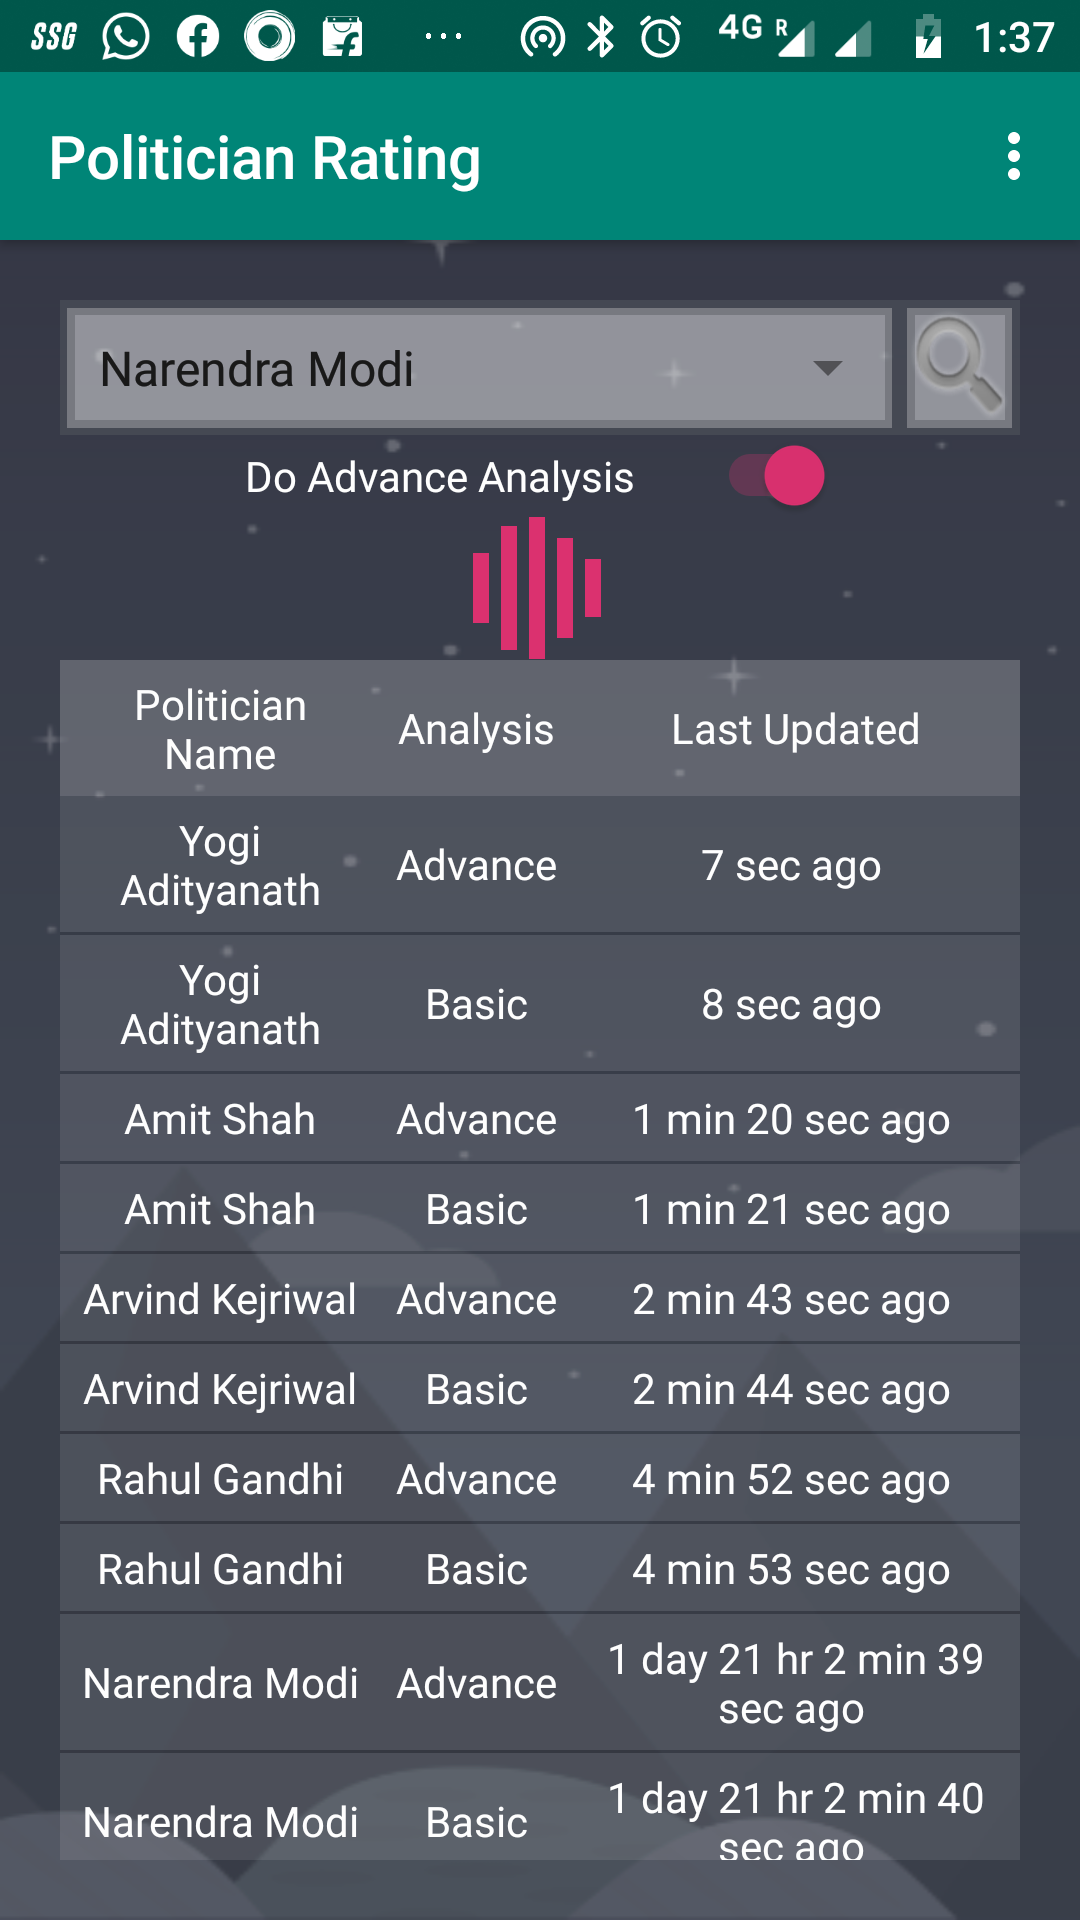 SSG ... 4G R 1:37
Politician Rating
Narendra Modi
Do Advance Analysis
Politician
Name Analysis Last Updated
Yogi
Adityanath Advance 7 sec ago
Yogi
Adityanath Basic 8 sec ago
Amit Shah Advance 1 min 20 sec ago
Amit Shah Basic 1 min 21 sec ago
Arvind Kejriwal Advance 2 min 43 sec ago
Arvind Kejriwal Basic 2 min 44 sec ago
Rahul Gandhi Advance 4 min 52 sec ago
Rahul Gandhi Basic 4 min 53 sec ago
Narendra Modi Advance 1 day 21 hr 2 min 39
sec ago
Narendra Modi Basic 1 day 21 hr 2 min 40
sec ago